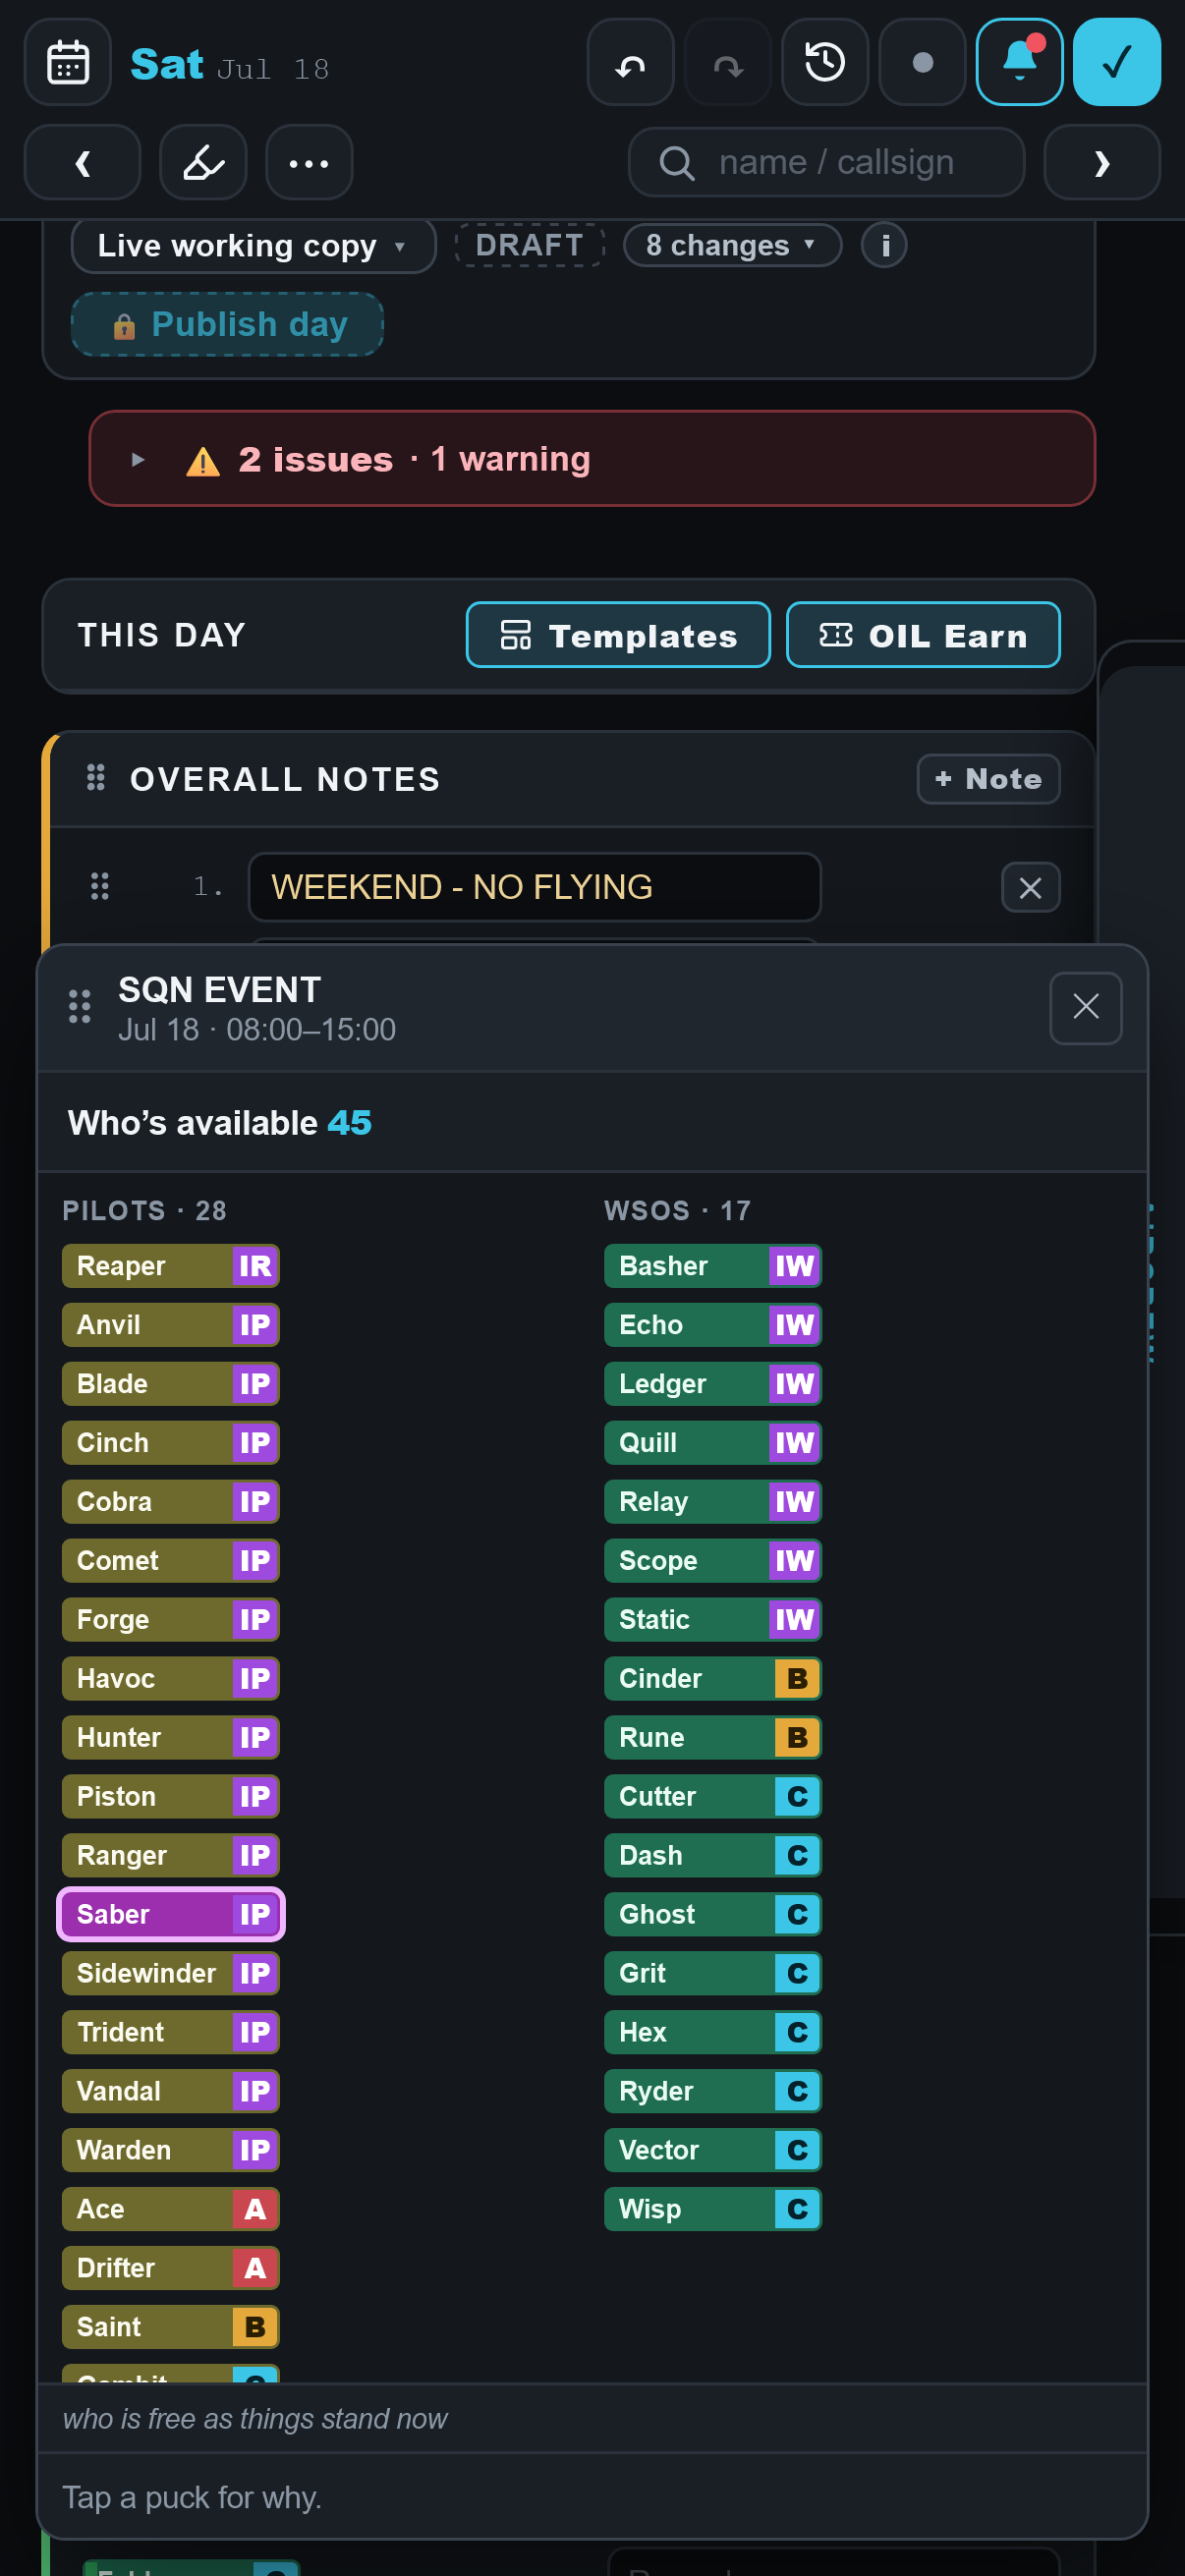 Sat Jul 18
name / callsign
Live working copy DRAFT 8 changes i
Publish day
2 issues · 1 warning
THIS DAY Templates OIL Earn
OVERALL NOTES + Note
1. WEEKEND - NO FLYING
SQN EVENT
Jul 18 · 08:00–15:00
Who’s available 45
PILOTS · 28
Reaper IR
Anvil IP
Blade IP
Cinch IP
Cobra IP
Comet IP
Forge IP
Havoc IP
Hunter IP
Piston IP
Ranger IP
Saber IP
Sidewinder IP
Trident IP
Vandal IP
Warden IP
Ace A
Drifter A
Saint B
WSOS · 17
Basher IW
Echo IW
Ledger IW
Quill IW
Relay IW
Scope IW
Static IW
Cinder B
Rune B
Cutter C
Dash C
Ghost C
Grit C
Hex C
Ryder C
Vector C
Wisp C
who is free as things stand now
Tap a puck for why.